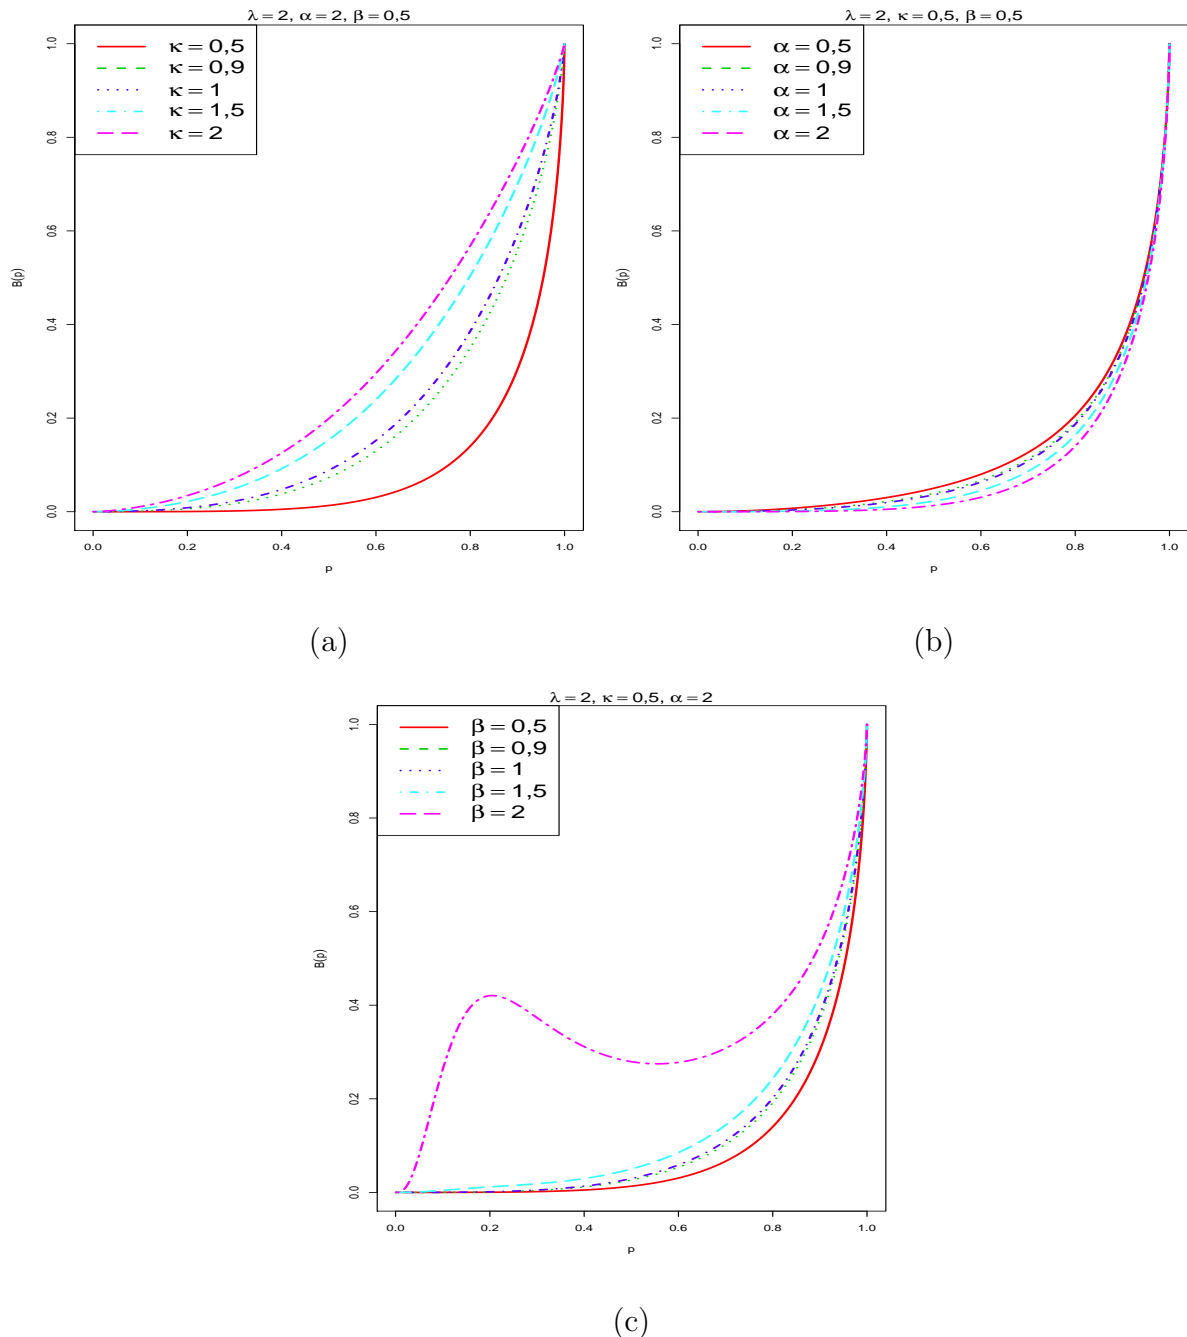 λ = 2, α = 2, β = 0,5
κ = 0,5
κ = 0,9
κ = 1
κ = 1,5
κ = 2
B(p)
0.0 0.2 0.4 0.6 0.8 1.0
0.0 0.2 0.4 0.6 0.8 1.0
P
(a)
λ = 2, κ = 0,5, β = 0,5
α = 0,5
α = 0,9
α = 1
α = 1,5
α = 2
B(p)
0.0 0.2 0.4 0.6 0.8 1.0
0.0 0.2 0.4 0.6 0.8 1.0
P
(b)
λ = 2, κ = 0,5, α = 2
β = 0,5
β = 0,9
β = 1
β = 1,5
β = 2
B(p)
0.0 0.2 0.4 0.6 0.8 1.0
0.0 0.2 0.4 0.6 0.8 1.0
P
(c)